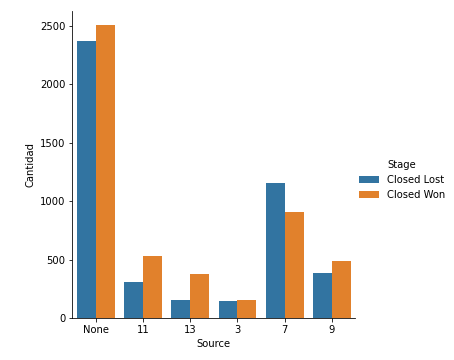 2500
2000
1500
1000
500
0
Cantidad
None 11 13 3 7 9
Source
Stage
Closed Lost
Closed Won